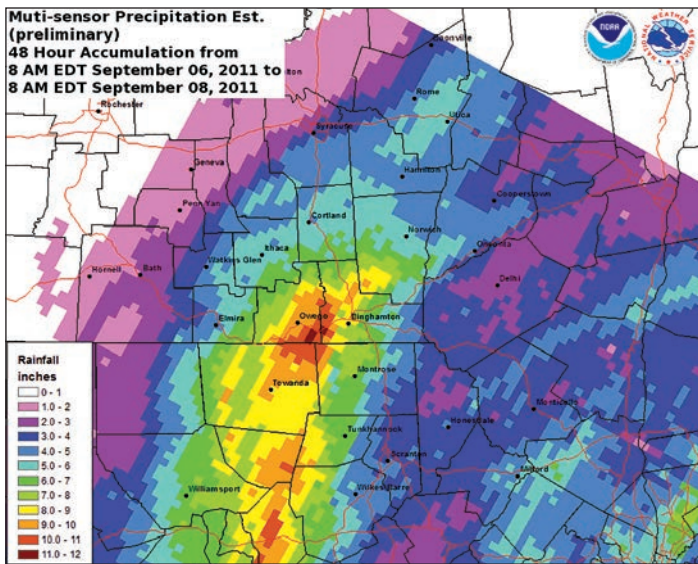 Muti-sensor Precipitation Est.
(preliminary)
48 Hour Accumulation from
8 AM EDT September 06, 2011 to
8 AM EDT September 08, 2011
NOAA
NATIONAL WEATHER SERVICE
Rochester
Rome
Utica
Syracuse
Geneva
Hamilton
Penn Yan
Cooperstown
Cortland
Norwich
Oneonta
Ithaca
Watkins Glen
Hornell
Bath
Delhi
Elmira
Owego
Binghamton
Montrose
Towanda
Monticello
Honesdale
Tunkhannock
Scranton
Milford
Williamsport
Wilkes Barre
Rainfall
inches
0 - 1
1.0 - 2
2.0 - 3
3.0 - 4
4.0 - 5
5.0 - 6
6.0 - 7
7.0 - 8
8.0 - 9
9.0 - 10
10.0 - 11
11.0 - 12